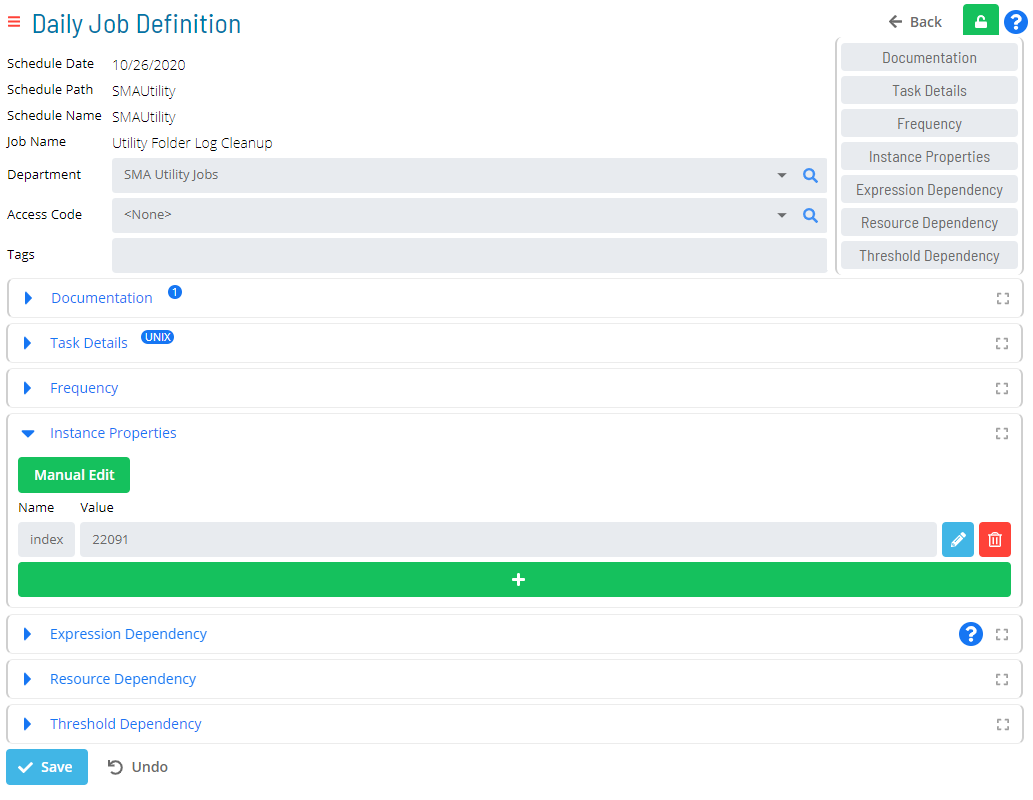 Daily Job Definition
Back
?
Schedule Date 10/26/2020
Schedule Path SMAUtility
Schedule Name SMAUtility
Job Name Utility Folder Log Cleanup
Department SMA Utility Jobs
Access Code <None>
Tags
Documentation
Task Details
Frequency
Instance Properties
Expression Dependency
Resource Dependency
Threshold Dependency
Documentation 1
Task Details UNIX
Frequency
Instance Properties
Manual Edit
Name Value
index 22091
+
Expression Dependency ?
Resource Dependency
Threshold Dependency
Save Undo